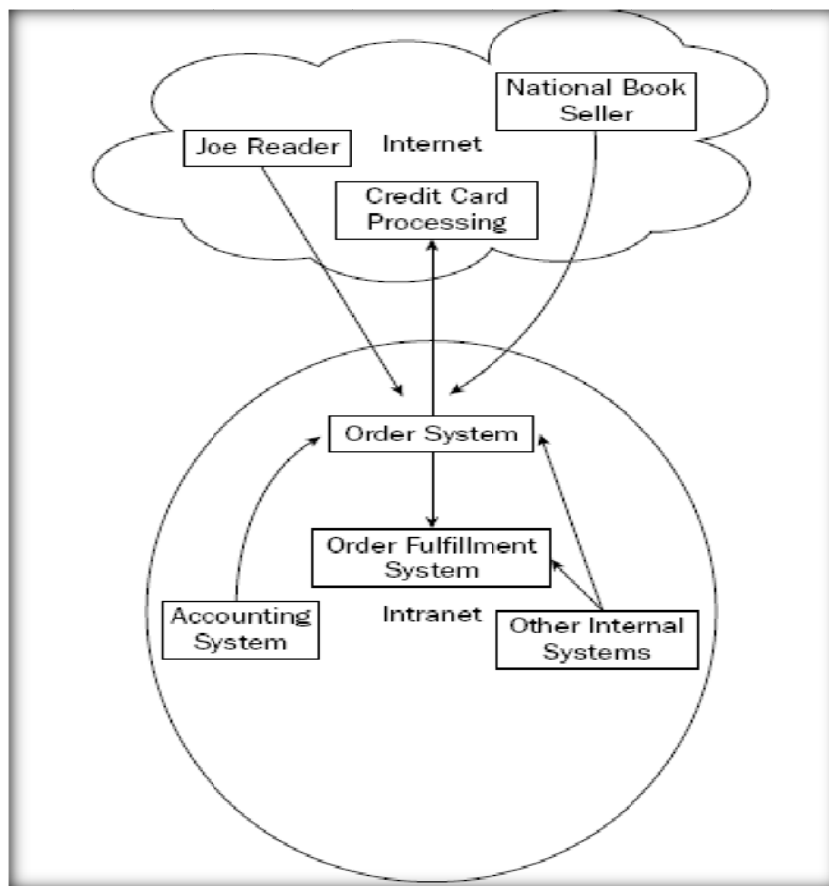 National Book
Seller
Joe Reader
Internet
Credit Card
Processing
Order System
Order Fulfillment
System
Accounting
System
Intranet
Other Internal
Systems